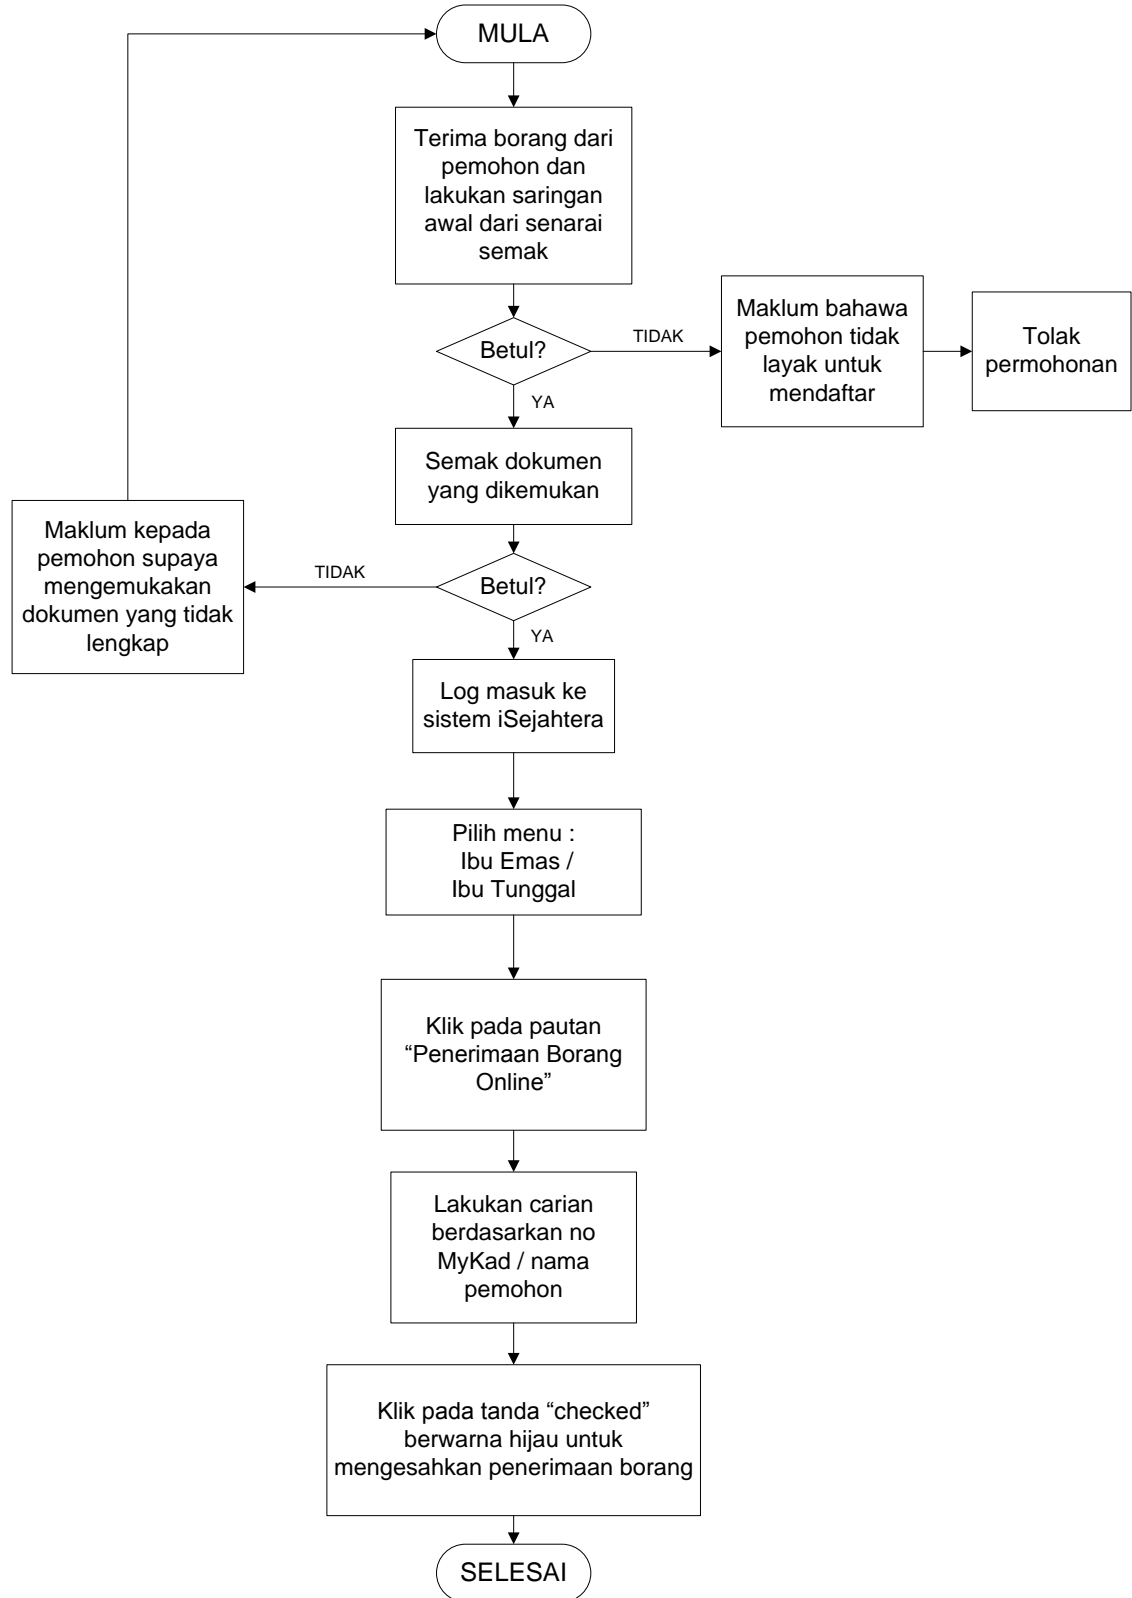 MULA
Terima borang dari
pemohon dan
lakukan saringan
awal dari senarai
semak
Betul?
TIDAK
Maklum bahawa
pemohon tidak
layak untuk
mendaftar
Tolak
permohonan
YA
Semak dokumen
yang dikemukan
Betul?
TIDAK
Maklum kepada
pemohon supaya
mengemukakan
dokumen yang tidak
lengkap
YA
Log masuk ke
sistem iSejahtera
Pilih menu :
Ibu Emas /
Ibu Tunggal
Klik pada pautan
“Penerimaan Borang
Online”
Lakukan carian
berdasarkan no
MyKad / nama
pemohon
Klik pada tanda “checked”
berwarna hijau untuk
mengesahkan penerimaan borang
SELESAI